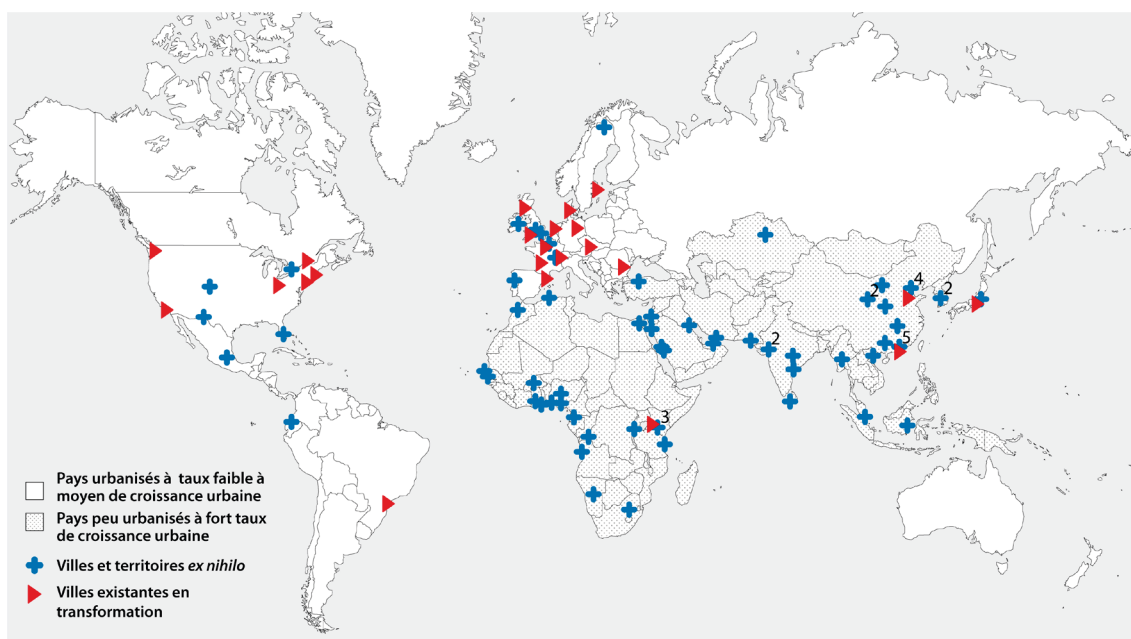 4
2
2
2
5
3
Pays urbanisés à taux faible à
moyen de croissance urbaine
Pays peu urbanisés à fort taux
de croissance urbaine
Villes et territoires ex nihilo
Villes existantes en
transformation